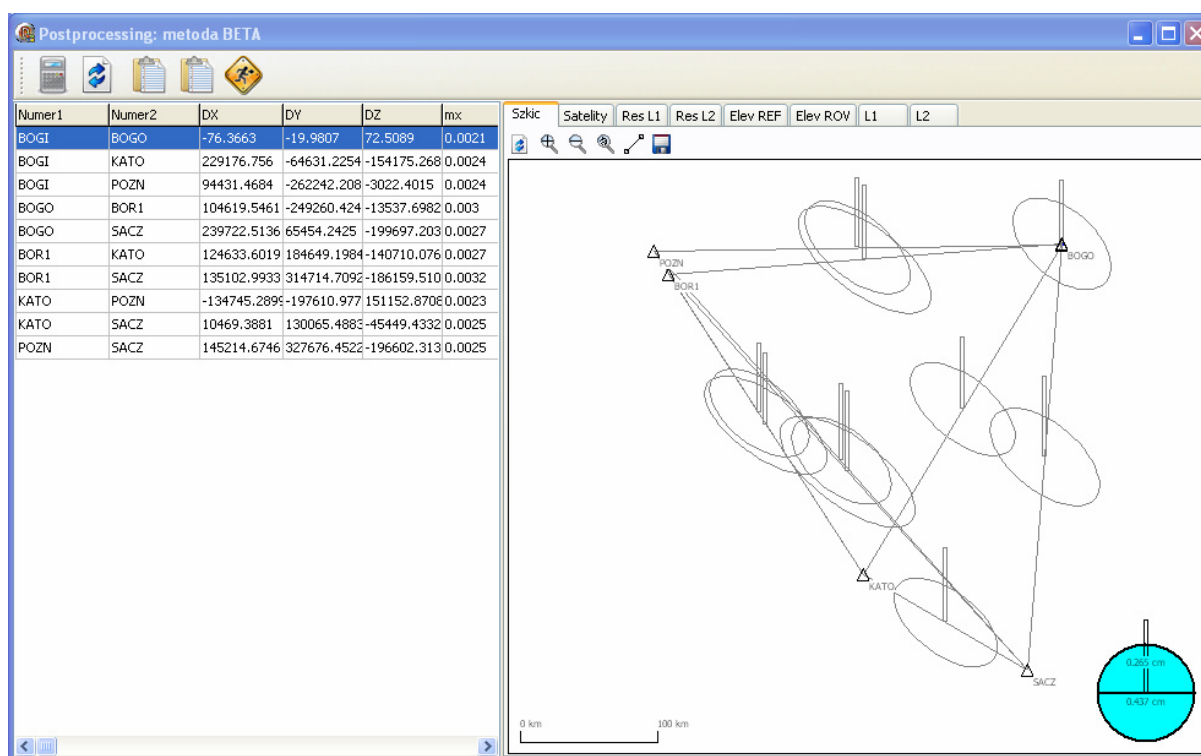 Postprocessing: metoda BETA
Numer1 Numer2 DX DY DZ mx
BOGI BOGO -76.3663 -19.9807 72.5089 0.0021
BOGI KATO 229176.756 -64631.2254 -154175.268 0.0024
BOGI POZN 94431.4684 -262242.208 -3022.4015 0.0024
BOGO BOR1 104619.5461 -249260.424 -13537.6982 0.003
BOGO SACZ 239722.5136 65454.2425 -199697.203 0.0027
BOR1 KATO 124633.6019 184649.1984 -140710.076 0.0027
BOR1 SACZ 135102.9933 314714.7092 -186159.510 0.0032
KATO POZN -134745.2899 -197610.977 151152.8708 0.0023
KATO SACZ 10469.3881 130065.4883 -45449.4332 0.0025
POZN SACZ 145214.6746 327676.4522 -196602.313 0.0025
Szkic Satelity Res L1 Res L2 Elev REF Elev ROV L1 L2
POZN
BOGO
BOR1
KATO
SACZ
0.265 cm
0.437 cm
0 km 100 km